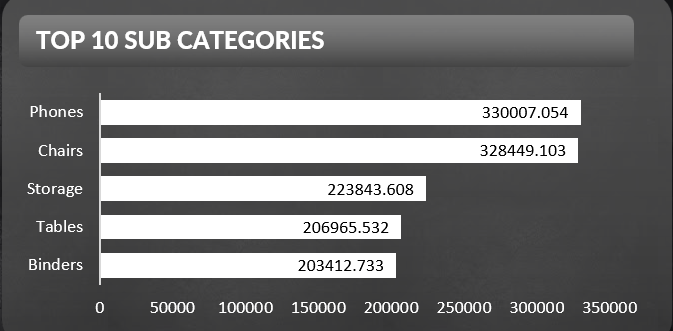 TOP 10 SUB CATEGORIES
Phones 330007.054
Chairs 328449.103
Storage 223843.608
Tables 206965.532
Binders 203412.733
0 50000 100000 150000 200000 250000 300000 350000